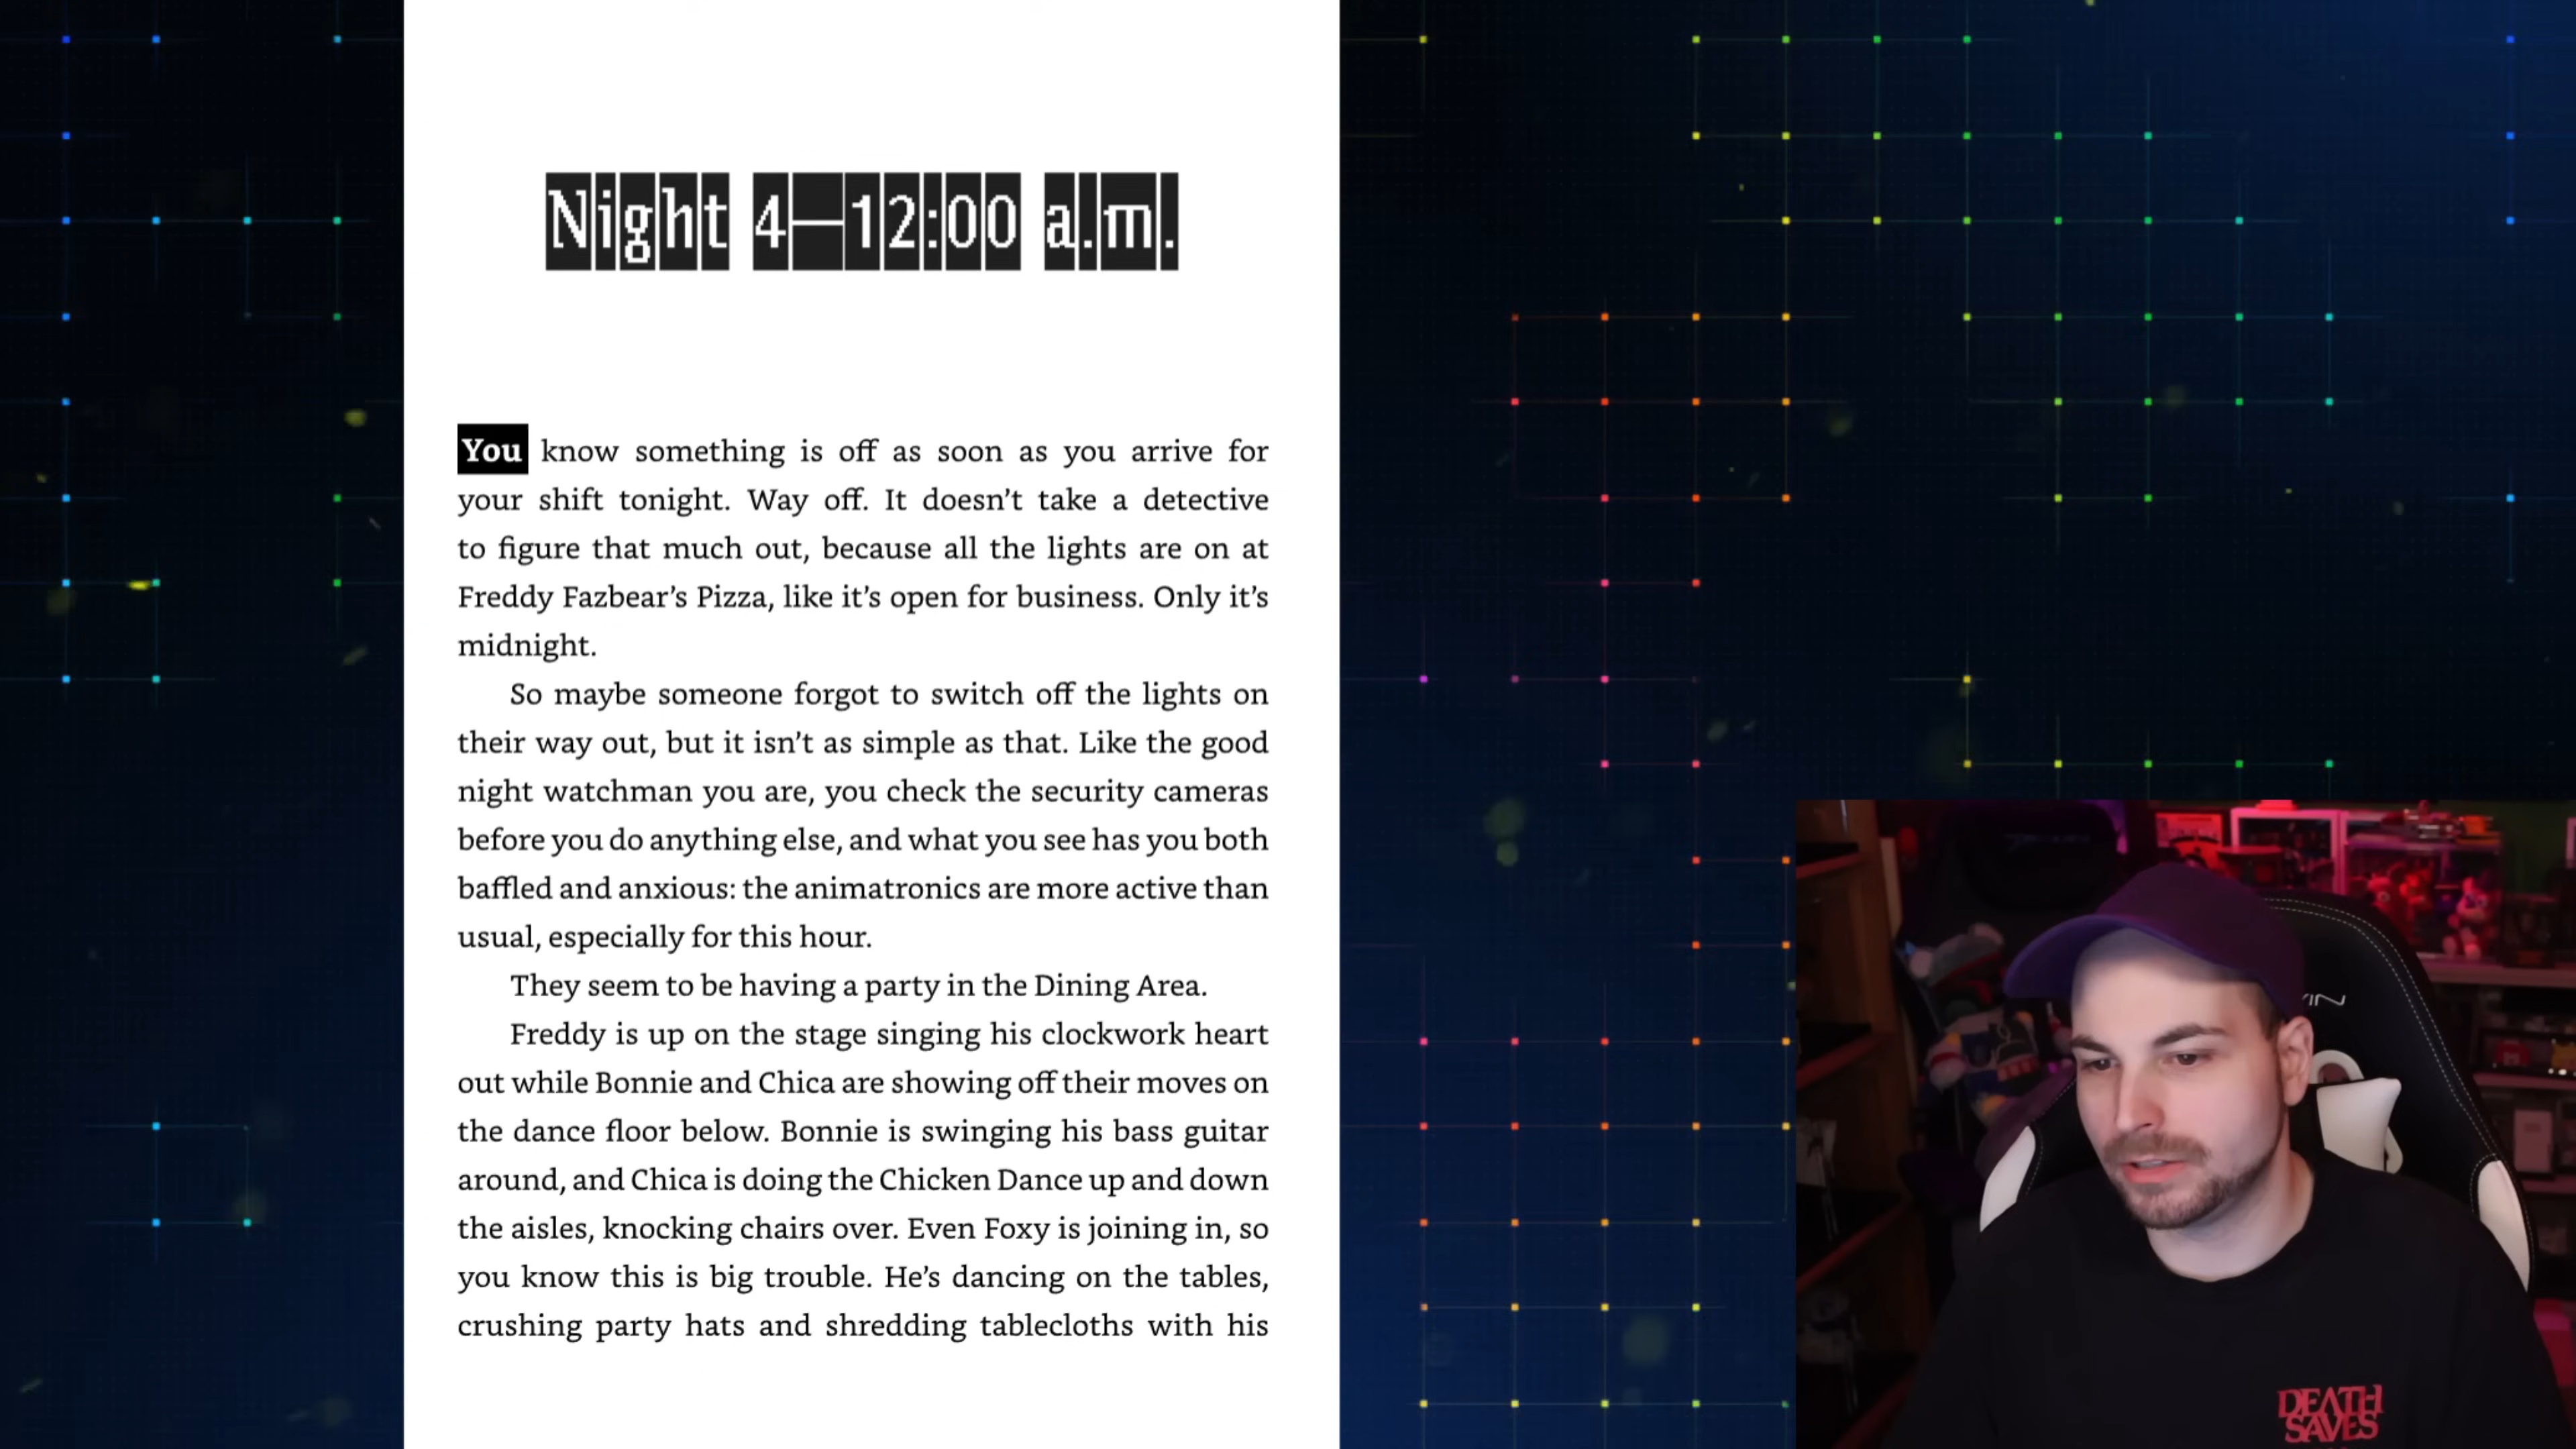 Night 4—12:00 a.m.
You know something is off as soon as you arrive for
your shift tonight. Way off. It doesn’t take a detective
to figure that much out, because all the lights are on at
Freddy Fazbear’s Pizza, like it’s open for business. Only it’s
midnight.
So maybe someone forgot to switch off the lights on
their way out, but it isn’t as simple as that. Like the good
night watchman you are, you check the security cameras
before you do anything else, and what you see has you both
baffled and anxious: the animatronics are more active than
usual, especially for this hour.
They seem to be having a party in the Dining Area.
Freddy is up on the stage singing his clockwork heart
out while Bonnie and Chica are showing off their moves on
the dance floor below. Bonnie is swinging his bass guitar
around, and Chica is doing the Chicken Dance up and down
the aisles, knocking chairs over. Even Foxy is joining in, so
you know this is big trouble. He’s dancing on the tables,
crushing party hats and shredding tablecloths with his
DEATH
SAVES